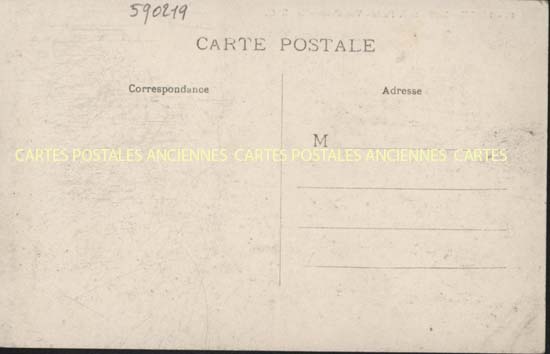 590219
CARTE POSTALE
Correspondance
Adresse
M
CARTES POSTALES ANCIENNES CARTES POSTALES ANCIENNES CARTES